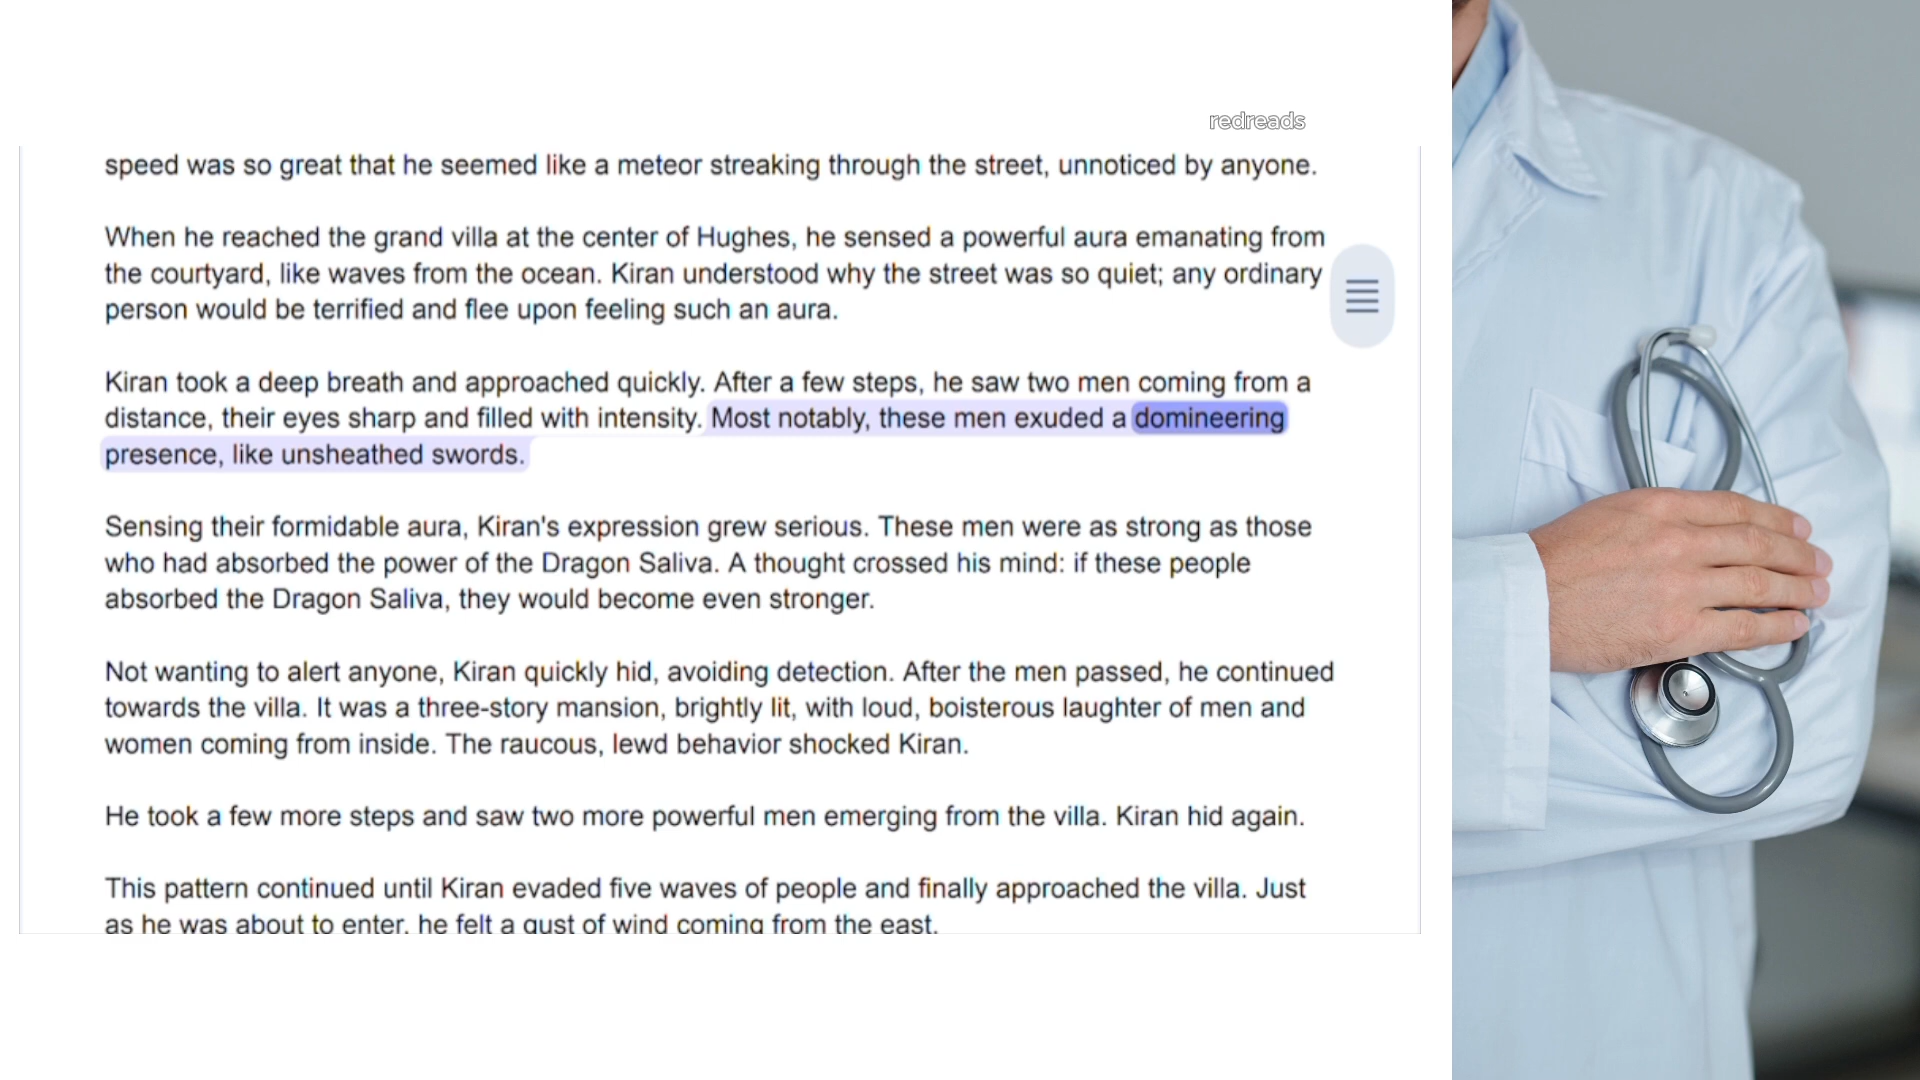 redreads
speed was so great that he seemed like a meteor streaking through the street, unnoticed by anyone.
When he reached the grand villa at the center of Hughes, he sensed a powerful aura emanating from
the courtyard, like waves from the ocean. Kiran understood why the street was so quiet; any ordinary
person would be terrified and flee upon feeling such an aura.
Kiran took a deep breath and approached quickly. After a few steps, he saw two men coming from a
distance, their eyes sharp and filled with intensity. Most notably, these men exuded a domineering
presence, like unsheathed swords.
Sensing their formidable aura, Kiran's expression grew serious. These men were as strong as those
who had absorbed the power of the Dragon Saliva. A thought crossed his mind: if these people
absorbed the Dragon Saliva, they would become even stronger.
Not wanting to alert anyone, Kiran quickly hid, avoiding detection. After the men passed, he continued
towards the villa. It was a three-story mansion, brightly lit, with loud, boisterous laughter of men and
women coming from inside. The raucous, lewd behavior shocked Kiran.
He took a few more steps and saw two more powerful men emerging from the villa. Kiran hid again.
This pattern continued until Kiran evaded five waves of people and finally approached the villa. Just
as he was about to enter, he felt a gust of wind coming from the east.